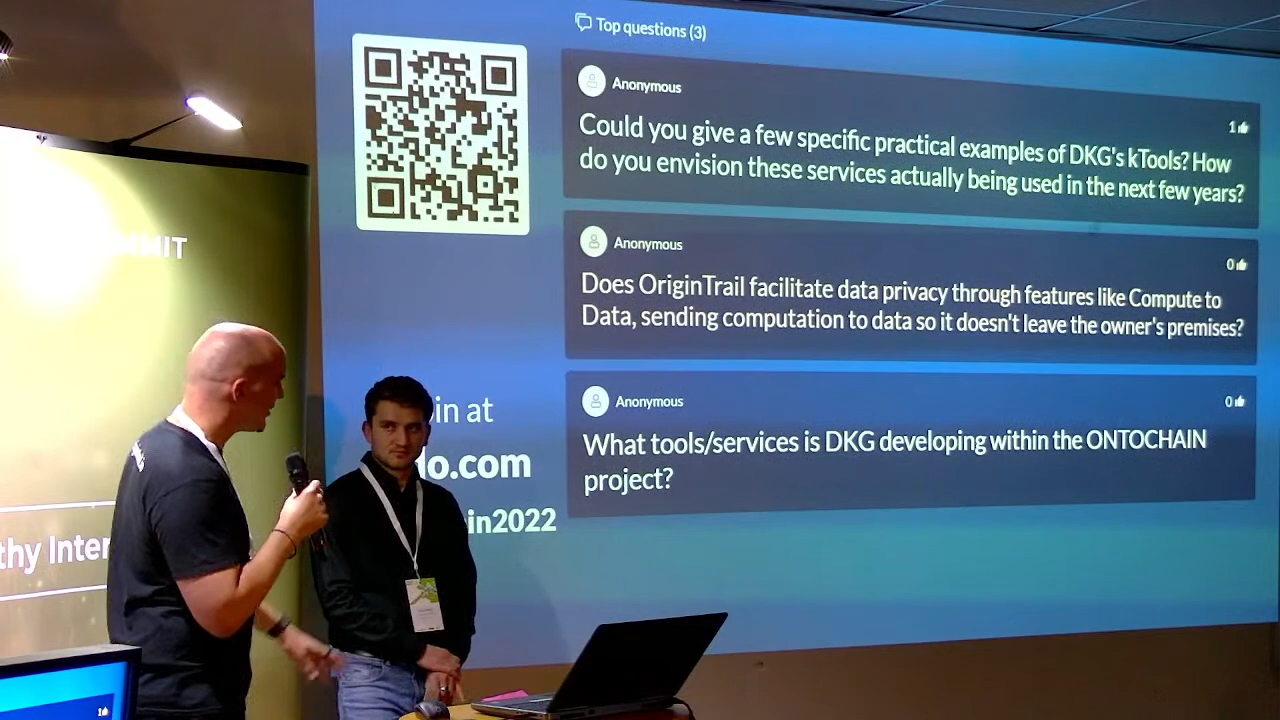 Top questions (3)
Anonymous
1
Could you give a few specific practical examples of DKG's kTools? How
do you envision these services actually being used in the next few years?
Anonymous
0
Does OriginTrail facilitate data privacy through features like Compute to
Data, sending computation to data so it doesn't leave the owner's premises?
Anonymous
0
What tools/services is DKG developing within the ONTOCHAIN
project?
in at
do.com
in2022
MMIT
thy Inter
1